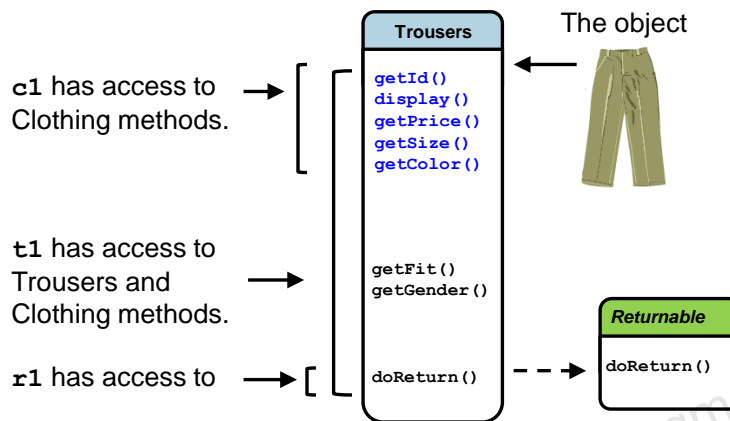 The object
Trousers
c1 has access to
Clothing methods.
getId()
display()
getPrice()
getSize()
getColor()
t1 has access to
Trousers and
Clothing methods.
getFit()
getGender()
Returnable
r1 has access to
doReturn()
doReturn()